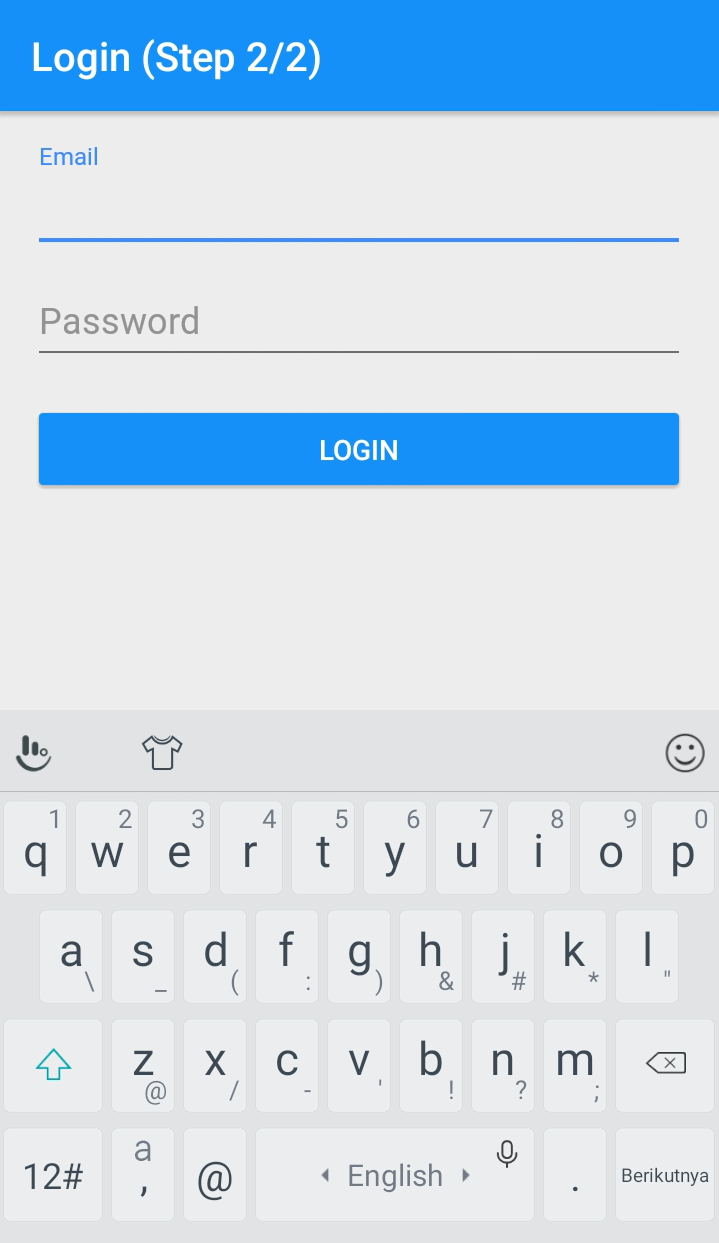 Login (Step 2/2)
Email
Password
LOGIN
1 2 3 4 5 6 7 8 9 0
q w e r t y u i o p
a s d f g h j k l
\ _ ( : ) & # * "
z x c v b n m
@ / - ' ! ? ;
12# a , @ English . Berikutnya